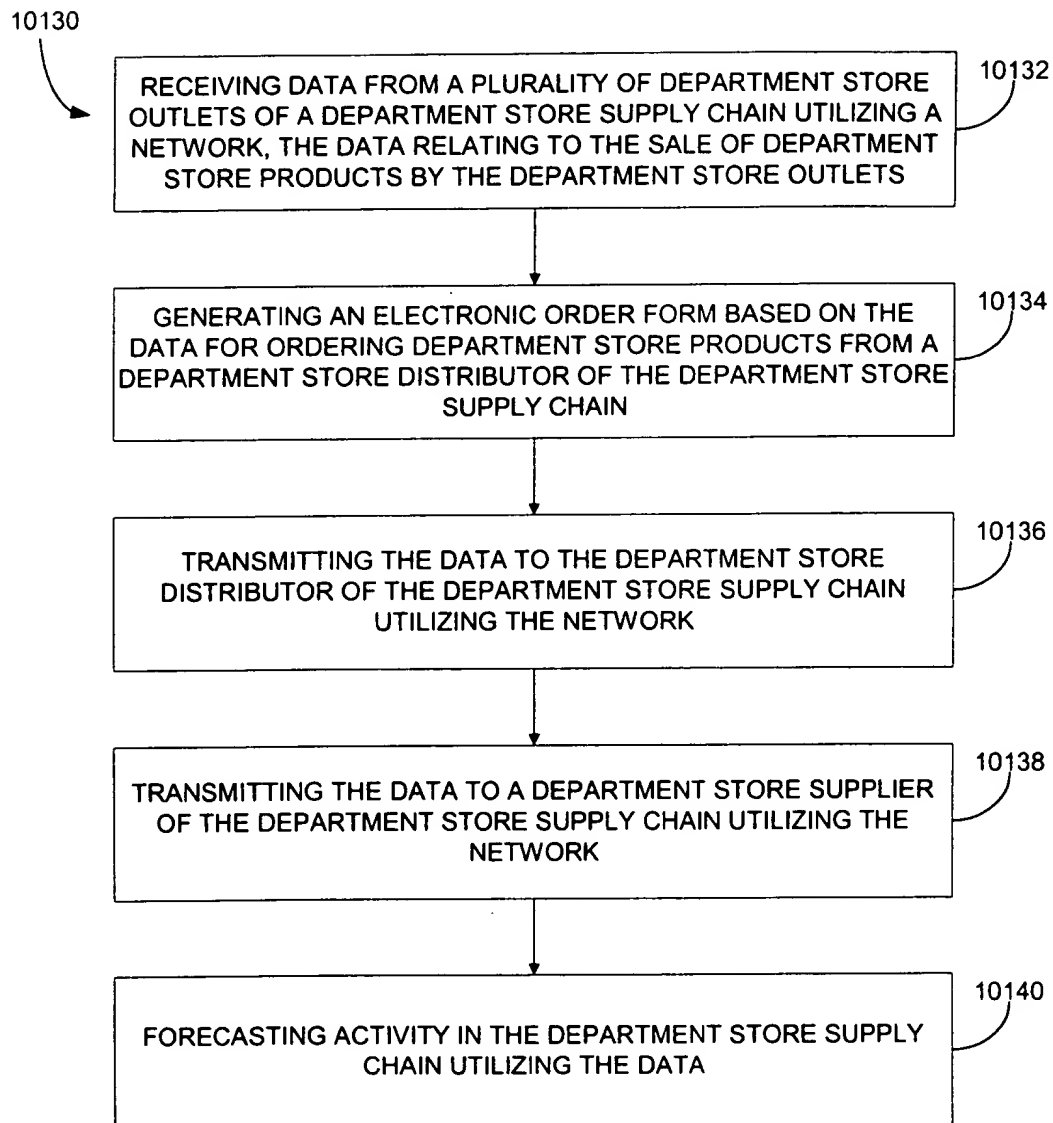 10130
RECEIVING DATA FROM A PLURALITY OF DEPARTMENT STORE
OUTLETS OF A DEPARTMENT STORE SUPPLY CHAIN UTILIZING A
NETWORK, THE DATA RELATING TO THE SALE OF DEPARTMENT
STORE PRODUCTS BY THE DEPARTMENT STORE OUTLETS
10132
GENERATING AN ELECTRONIC ORDER FORM BASED ON THE
DATA FOR ORDERING DEPARTMENT STORE PRODUCTS FROM A
DEPARTMENT STORE DISTRIBUTOR OF THE DEPARTMENT STORE
SUPPLY CHAIN
10134
TRANSMITTING THE DATA TO THE DEPARTMENT STORE
DISTRIBUTOR OF THE DEPARTMENT STORE SUPPLY CHAIN
UTILIZING THE NETWORK
10136
TRANSMITTING THE DATA TO A DEPARTMENT STORE SUPPLIER
OF THE DEPARTMENT STORE SUPPLY CHAIN UTILIZING THE
NETWORK
10138
FORECASTING ACTIVITY IN THE DEPARTMENT STORE SUPPLY
CHAIN UTILIZING THE DATA
10140